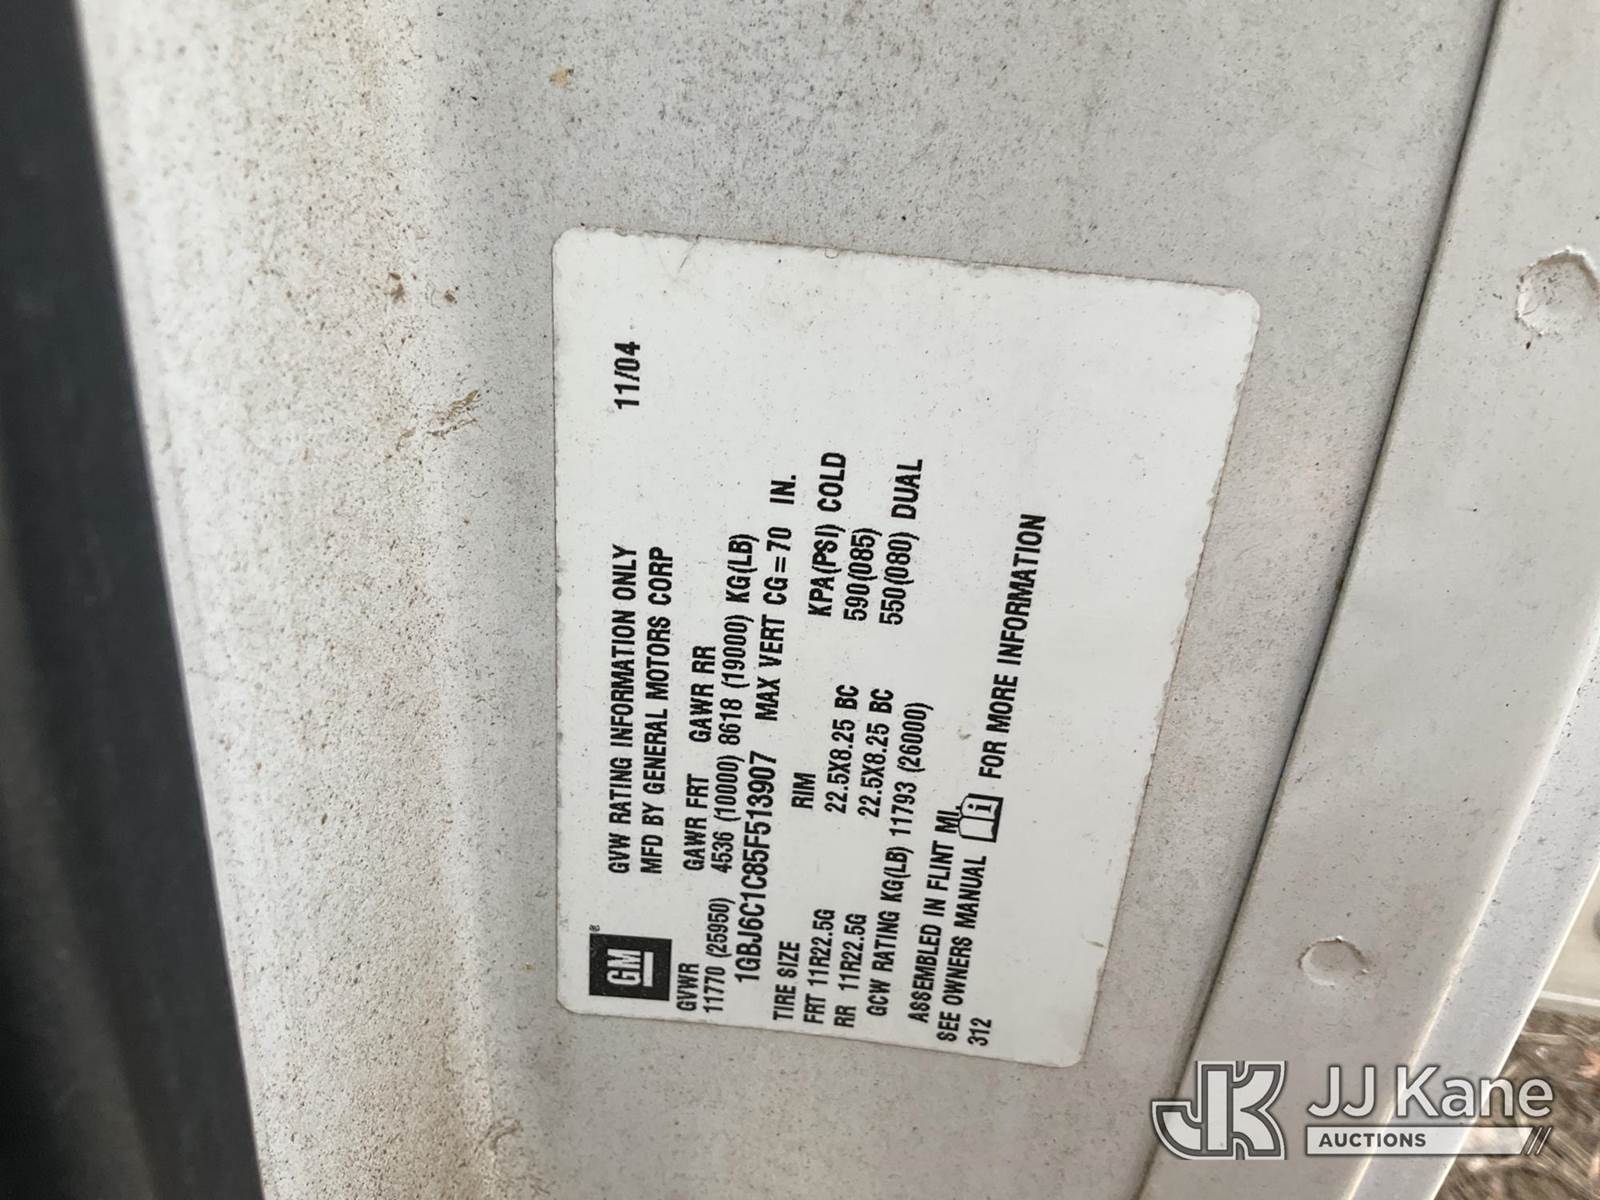 GM®
GVW RATING INFORMATION ONLY 11/04
MFD BY GENERAL MOTORS CORP
GVWR GAWR FRT GAWR RR
11770 (25950) 4536 (10000) 8618 (19000) KG(LB)
1GBJ6C1C85F513907 MAX VERT CG=70 IN.
TIRE SIZE RIM KPA(PSI) COLD
FRT 11R22.5G 22.5X8.25 BC 590(085)
RR 11R22.5G 22.5X8.25 BC 550(080) DUAL
GCW RATING KG(LB) 11793 (26000)
ASSEMBLED IN FLINT MI.
SEE OWNERS MANUAL i FOR MORE INFORMATION
312
JK JJ Kane
AUCTIONS